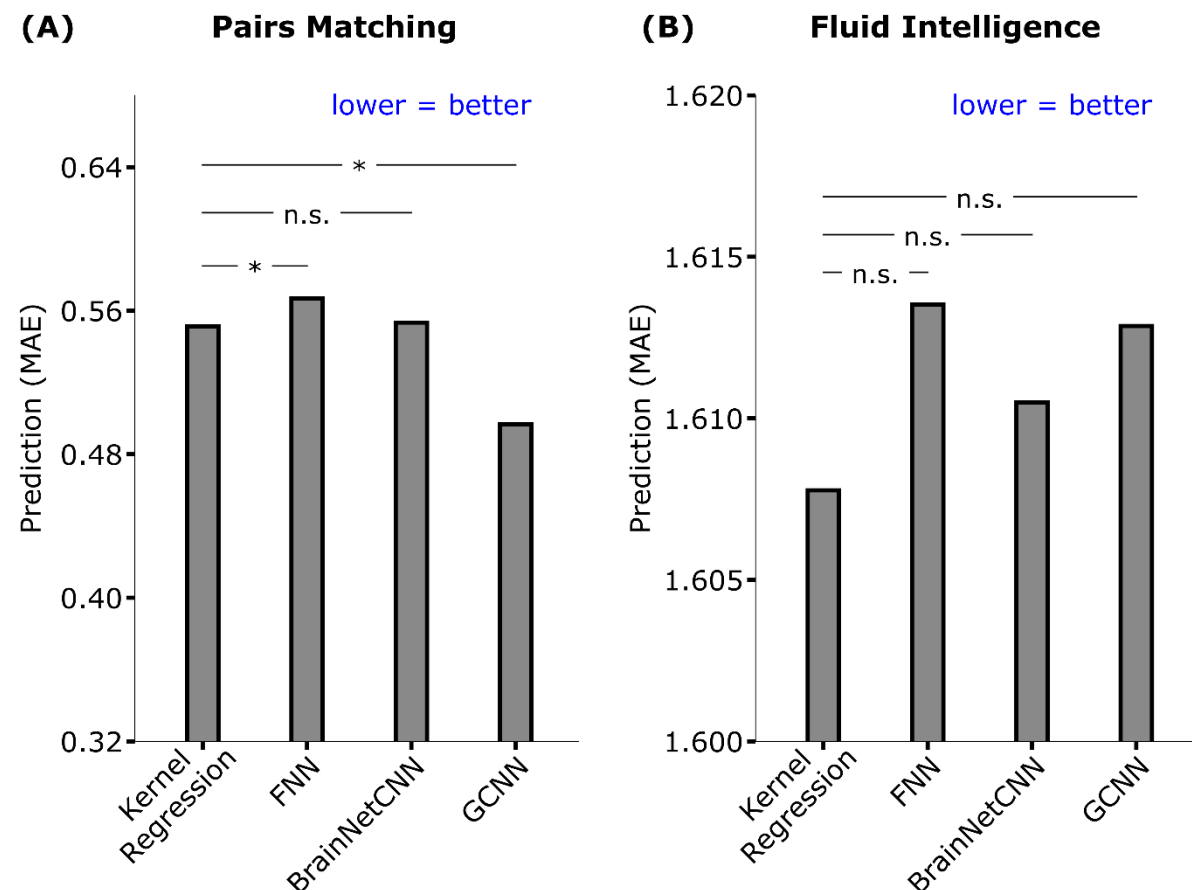 (A) Pairs Matching
lower = better
Prediction (MAE)
0.64
0.56
0.48
0.40
0.32
*
n.s.
*
Kernel
Regression
FNN
BrainNetCNN
GCNN
(B) Fluid Intelligence
lower = better
Prediction (MAE)
1.620
1.615
1.610
1.605
1.600
n.s.
n.s.
n.s.
Kernel
Regression
FNN
BrainNetCNN
GCNN